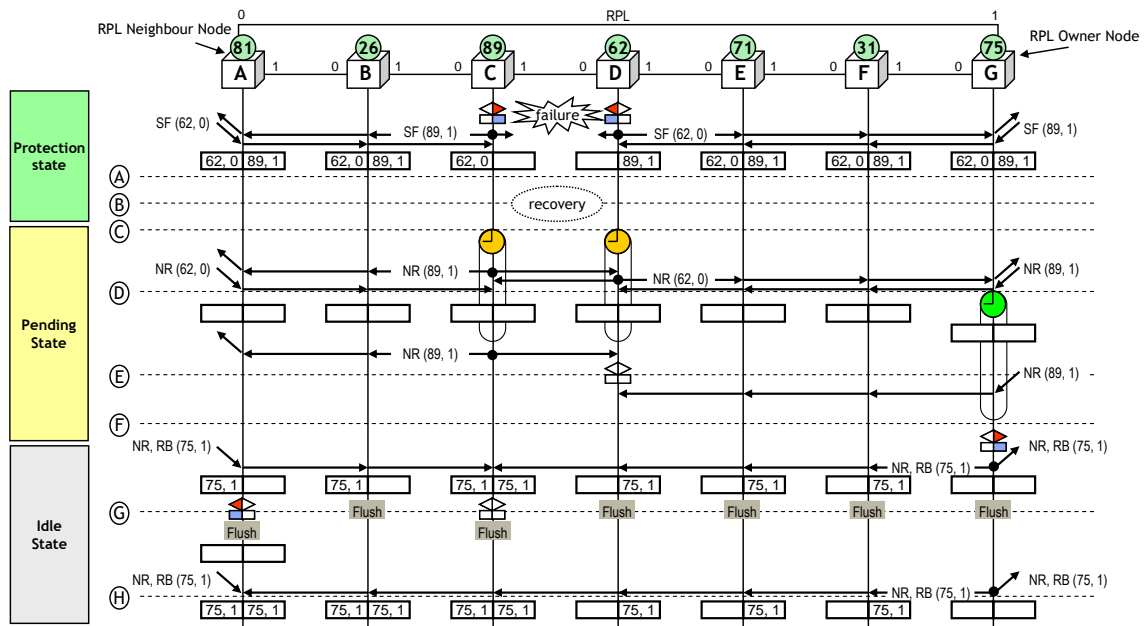 0 RPL 1
RPL Neighbour Node
RPL Owner Node
81 26 89 62 71 31 75
A 1 0 B 1 0 C 1 0 D 1 0 E 1 0 F 1 0 G
failure
SF (62, 0) SF (89, 1) SF (62, 0) SF (89, 1)
Protection
state
62, 0 89, 1 62, 0 89, 1 62, 0 89, 1 62, 0 89, 1 62, 0 89, 1 62, 0 89, 1
A
B recovery
C
NR (62, 0) NR (89, 1) NR (62, 0) NR (89, 1)
D
Pending
State
NR (89, 1)
E NR (89, 1)
F
NR, RB (75, 1) NR, RB (75, 1)
NR, RB (75, 1)
75, 1 75, 1 75, 1 75, 1 75, 1 75, 1 75, 1
G Flush Flush Flush Flush Flush
Flush Flush
Idle
State
NR, RB (75, 1) NR, RB (75, 1)
NR, RB (75, 1)
H
75, 1 75, 1 75, 1 75, 1 75, 1 75, 1 75, 1 75, 1